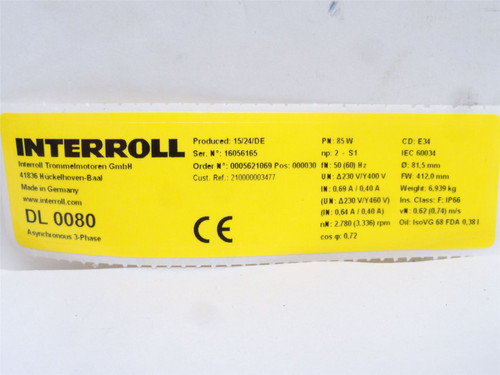 INTERROLL
Interroll Trommelmotoren GmbH
41836 Hückelhoven-Baal
Made in Germany
www.interroll.com
DL 0080
Asynchronous 3-Phase
Produced: 15/24/DE
Ser. N°: 16056165
Order N°: 0005621069 Pos: 000030
Cust. Ref.: 210000003477
CE
PN: 85 W
np: 2 - S1
fN: 50 (60) Hz
UN: Δ230 V/Y400 V
IN: 0,69 A / 0,40 A
(UN: Δ230 V/Y460 V)
(IN: 0,64 A / 0,40 A)
nN: 2.780 (3.336) rpm
cos φ: 0,72
CD: E34
IEC 60034
Ø: 81,5 mm
FW: 412,0 mm
Weight: 6,939 kg
Ins. Class: F; IP66
vN: 0,62 (0,74) m/s
Oil: IsoVG 68 FDA 0,38 l